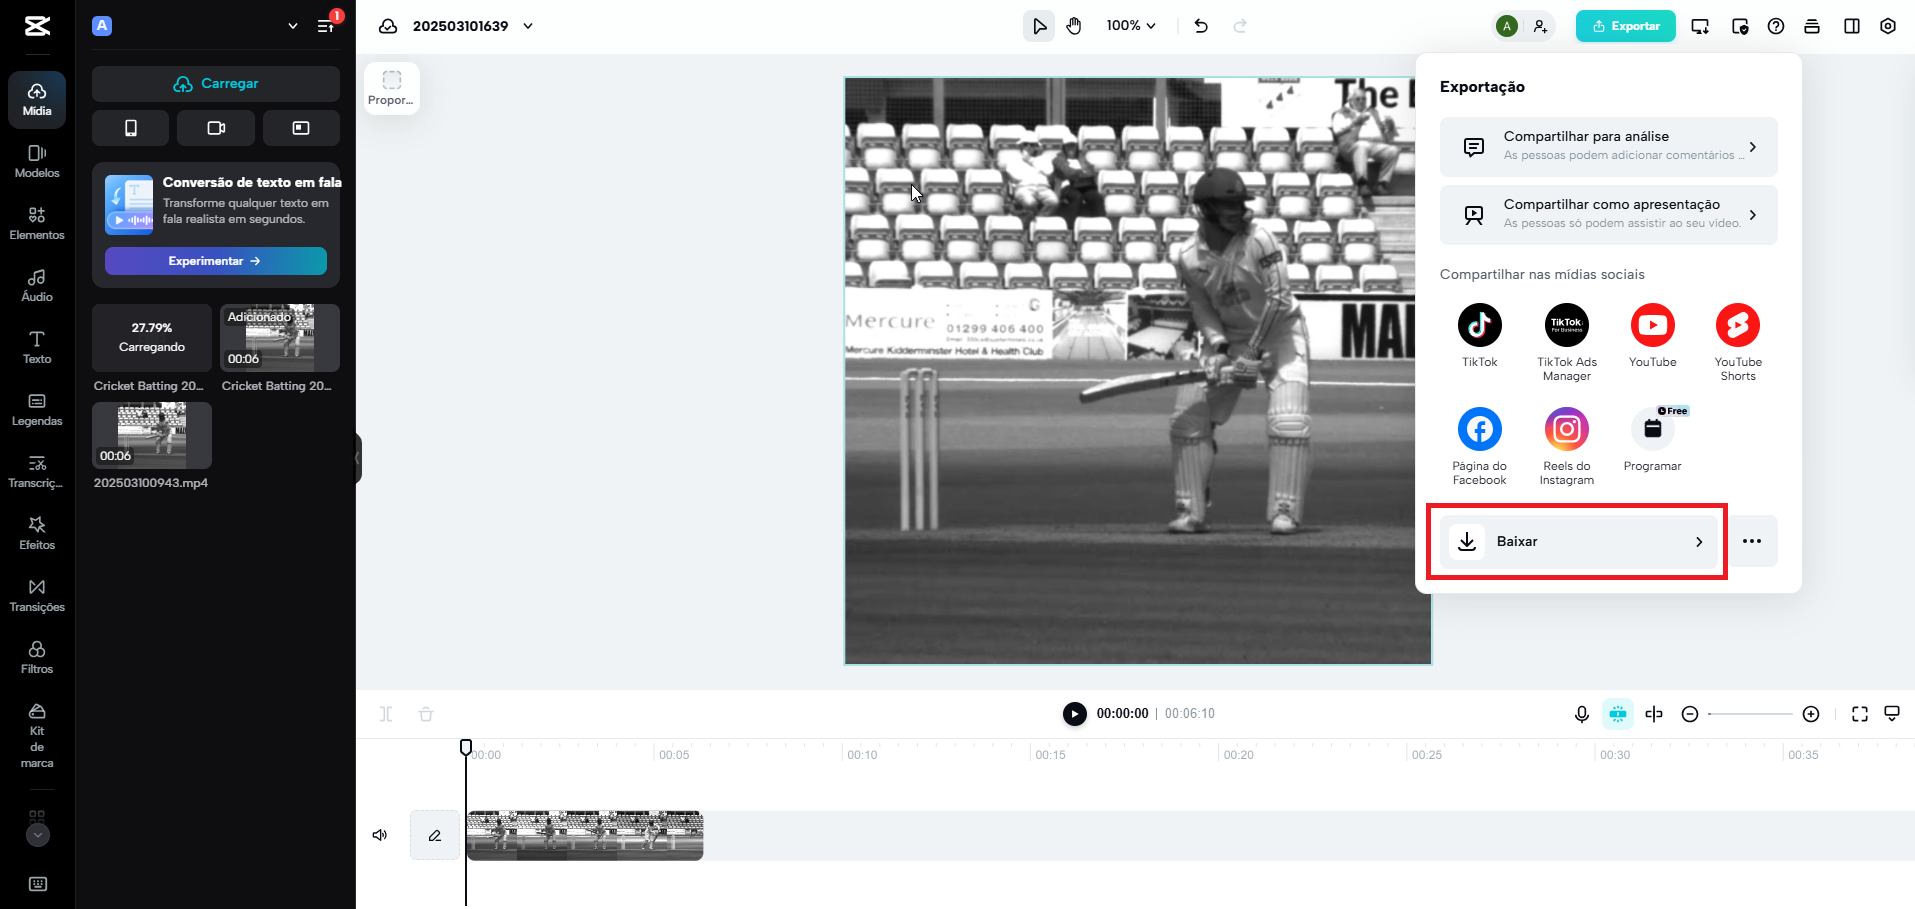 A
1
Mídia
Modelos
Elementos
Áudio
Texto
Legendas
Transcriç...
Efeitos
Transições
Filtros
Kit
de
marca
Carregar
Conversão de texto em fala
Transforme qualquer texto em
fala realista em segundos.
Experimentar →
27.79%
Carregando
Cricket Batting 20...
Adicionado
00:06
Cricket Batting 20...
00:06
202503100943.mp4
202503101639
100%
A
Exportar
Propor...
The
Mercure
01299 406 400
Mercure Kidderminster Hotel & Health Club
Exportação
Compartilhar para análise
As pessoas podem adicionar comentários ...
Compartilhar como apresentação
As pessoas só podem assistir ao seu video.
Compartilhar nas mídias sociais
TikTok
TikTok
For Business
TikTok Ads
Manager
YouTube
YouTube
Shorts
Página do
Facebook
Reels do
Instagram
Free
Programar
Baixar
00:00:00 | 00:06:10
00:00
00:05
00:10
00:15
00:20
00:25
00:30
00:35